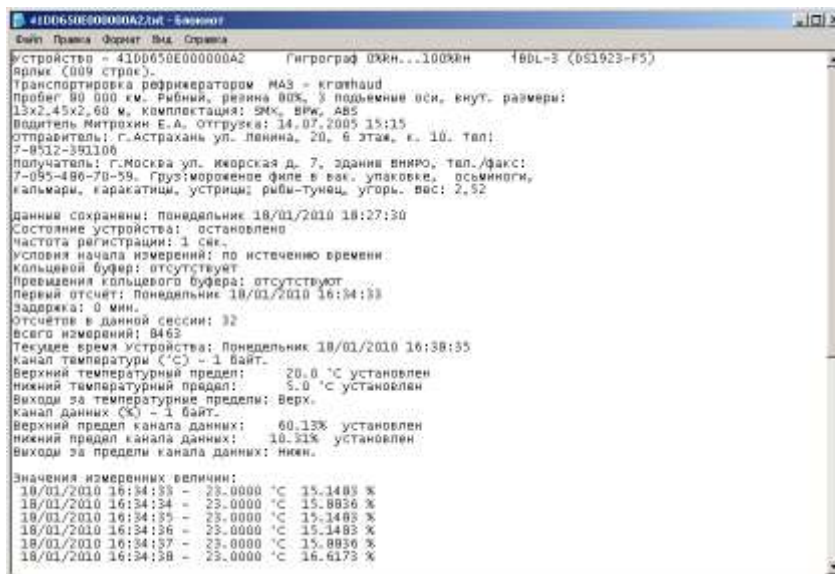 41DD650E000000A2.txt - Блокнот
Файл Правка Формат Вид Справка
Устройство - 41DD650E000000A2 Гигрограф 0%RH...100%RH iBDL-3 (DS1923-F5)
Ярлык (009 строк).
Транспортировка рефрижератором МАЗ - Kromhaud
Пробег 80 000 км. Рыбный, резина 80%, 3 подъемные оси, внут. размеры:
13х2,45х2,60 м, комплектация: SMX, BPW, ABS
Водитель Митрохин Е.А. Отгрузка: 14.07.2005 15:15
Отправитель: г.Астрахань ул. Ленина, 20, 6 этаж, к. 10. тел:
7-8512-391106
Получатель: г.Москва ул. Ижорская д. 7, здание ВНИРО, тел./факс:
7-095-486-78-59. Груз:мороженое филе в вак. упаковке, осьминоги,
кальмары, каракатицы, устрицы; рыбы-тунец, угорь. Вес: 2,52
Данные сохранены: Понедельник 18/01/2010 18:27:30
Состояние устройства: остановлено
Частота регистрации: 1 сек.
Условия начала измерений: по истечению времени
Кольцевой буфер: отсутствует
Превышения кольцевого буфера: отсутствуют
Первый отсчёт: Понедельник 18/01/2010 16:34:33
Задержка: 0 мин.
Отсчётов в данной сессии: 32
Всего измерений: 8463
Текущее время устройства: Понедельник 18/01/2010 16:38:35
Канал температуры (°C) - 1 байт.
Верхний температурный предел: 20.0 °C установлен
Нижний температурный предел: 5.0 °C установлен
Выходы за температурные пределы: Верх.
Канал данных (%) - 1 байт.
Верхний предел канала данных: 60.13% установлен
Нижний предел канала данных: 10.31% установлен
Выходы за пределы канала данных: Нижн.
Значения измеренных величин:
18/01/2010 16:34:33 - 23.0000 °C 15.1483 %
18/01/2010 16:34:34 - 23.0000 °C 15.8836 %
18/01/2010 16:34:35 - 23.0000 °C 15.1483 %
18/01/2010 16:34:36 - 23.0000 °C 15.1483 %
18/01/2010 16:34:37 - 23.0000 °C 15.8836 %
18/01/2010 16:34:38 - 23.0000 °C 16.6173 %